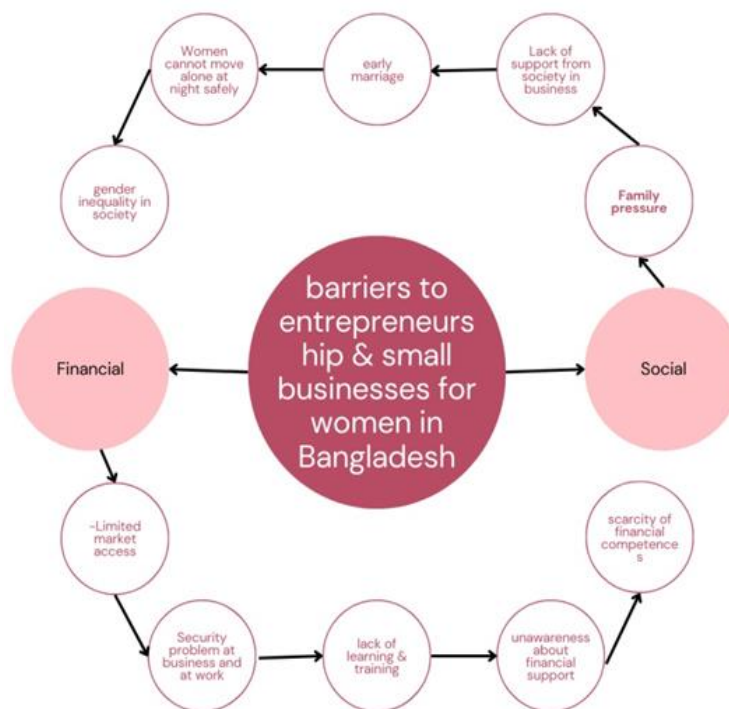 Women
cannot move
alone at
night safely
early
marriage
Lack of
support from
society in
business
gender
inequality in
society
Family
pressure
barriers to
entrepreneurs
hip & small
businesses for
women in
Bangladesh
Financial
Social
-Limited
market
access
scarcity of
financial
competence
s
Security
problem at
business and
at work
lack of
learning &
training
unawareness
about
financial
support